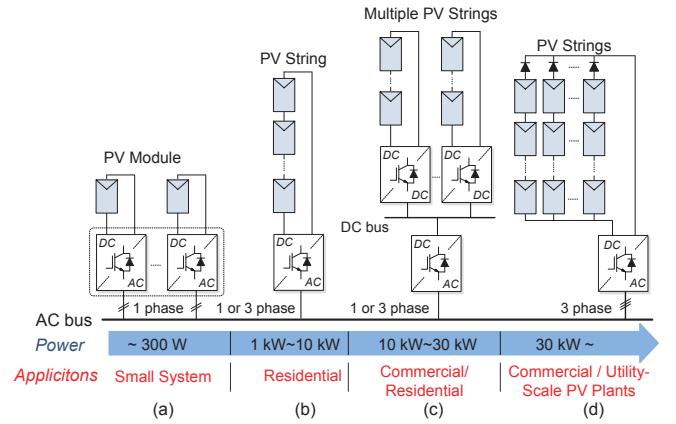 Multiple PV Strings
PV String
PV Strings
PV Module
DC
DC
DC
DC
DC bus
DC
AC
DC
AC
DC
AC
DC
AC
DC
AC
1 phase
1 or 3 phase
1 or 3 phase
3 phase
AC bus
Power
~ 300 W
1 kW~10 kW
10 kW~30 kW
30 kW ~
Applicitons
Small System
Residential
Commercial/
Residential
Commercial / Utility-
Scale PV Plants
(a)
(b)
(c)
(d)